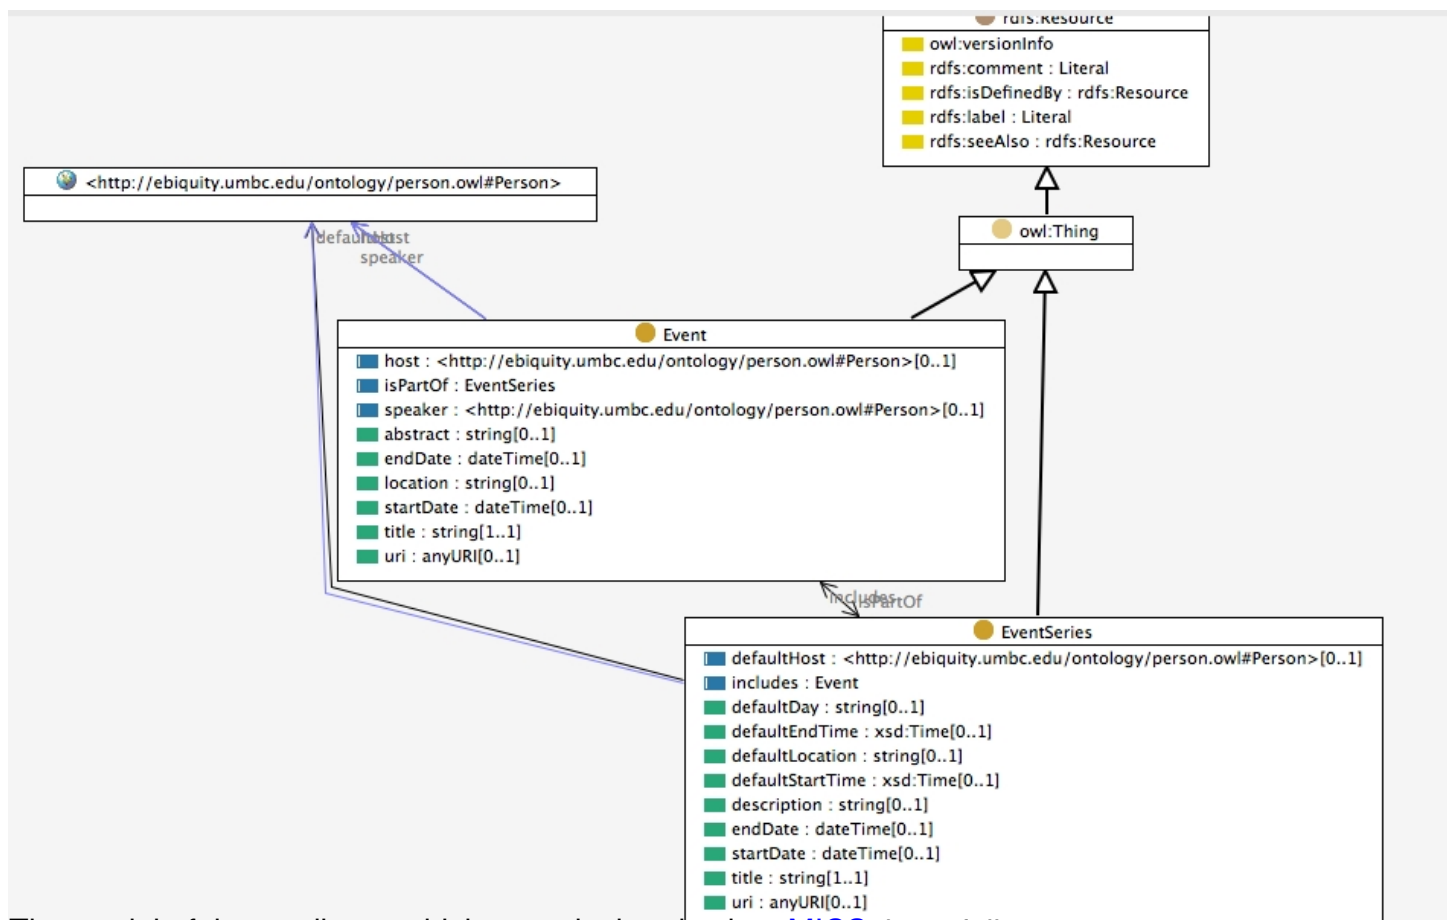 rdfs:Resource
owl:versionInfo
rdfs:comment : Literal
rdfs:isDefinedBy : rdfs:Resource
rdfs:label : Literal
rdfs:seeAlso : rdfs:Resource
<http://ebiquity.umbc.edu/ontology/person.owl#Person>
owl:Thing
defaultHost
host
speaker
Event
host : <http://ebiquity.umbc.edu/ontology/person.owl#Person>[0..1]
isPartOf : EventSeries
speaker : <http://ebiquity.umbc.edu/ontology/person.owl#Person>[0..1]
abstract : string[0..1]
endDate : dateTime[0..1]
location : string[0..1]
startDate : dateTime[0..1]
title : string[1..1]
uri : anyURI[0..1]
includes
isPartOf
EventSeries
defaultHost : <http://ebiquity.umbc.edu/ontology/person.owl#Person>[0..1]
includes : Event
defaultDay : string[0..1]
defaultEndTime : xsd:Time[0..1]
defaultLocation : string[0..1]
defaultStartTime : xsd:Time[0..1]
description : string[0..1]
endDate : dateTime[0..1]
startDate : dateTime[0..1]
title : string[1..1]
uri : anyURI[0..1]